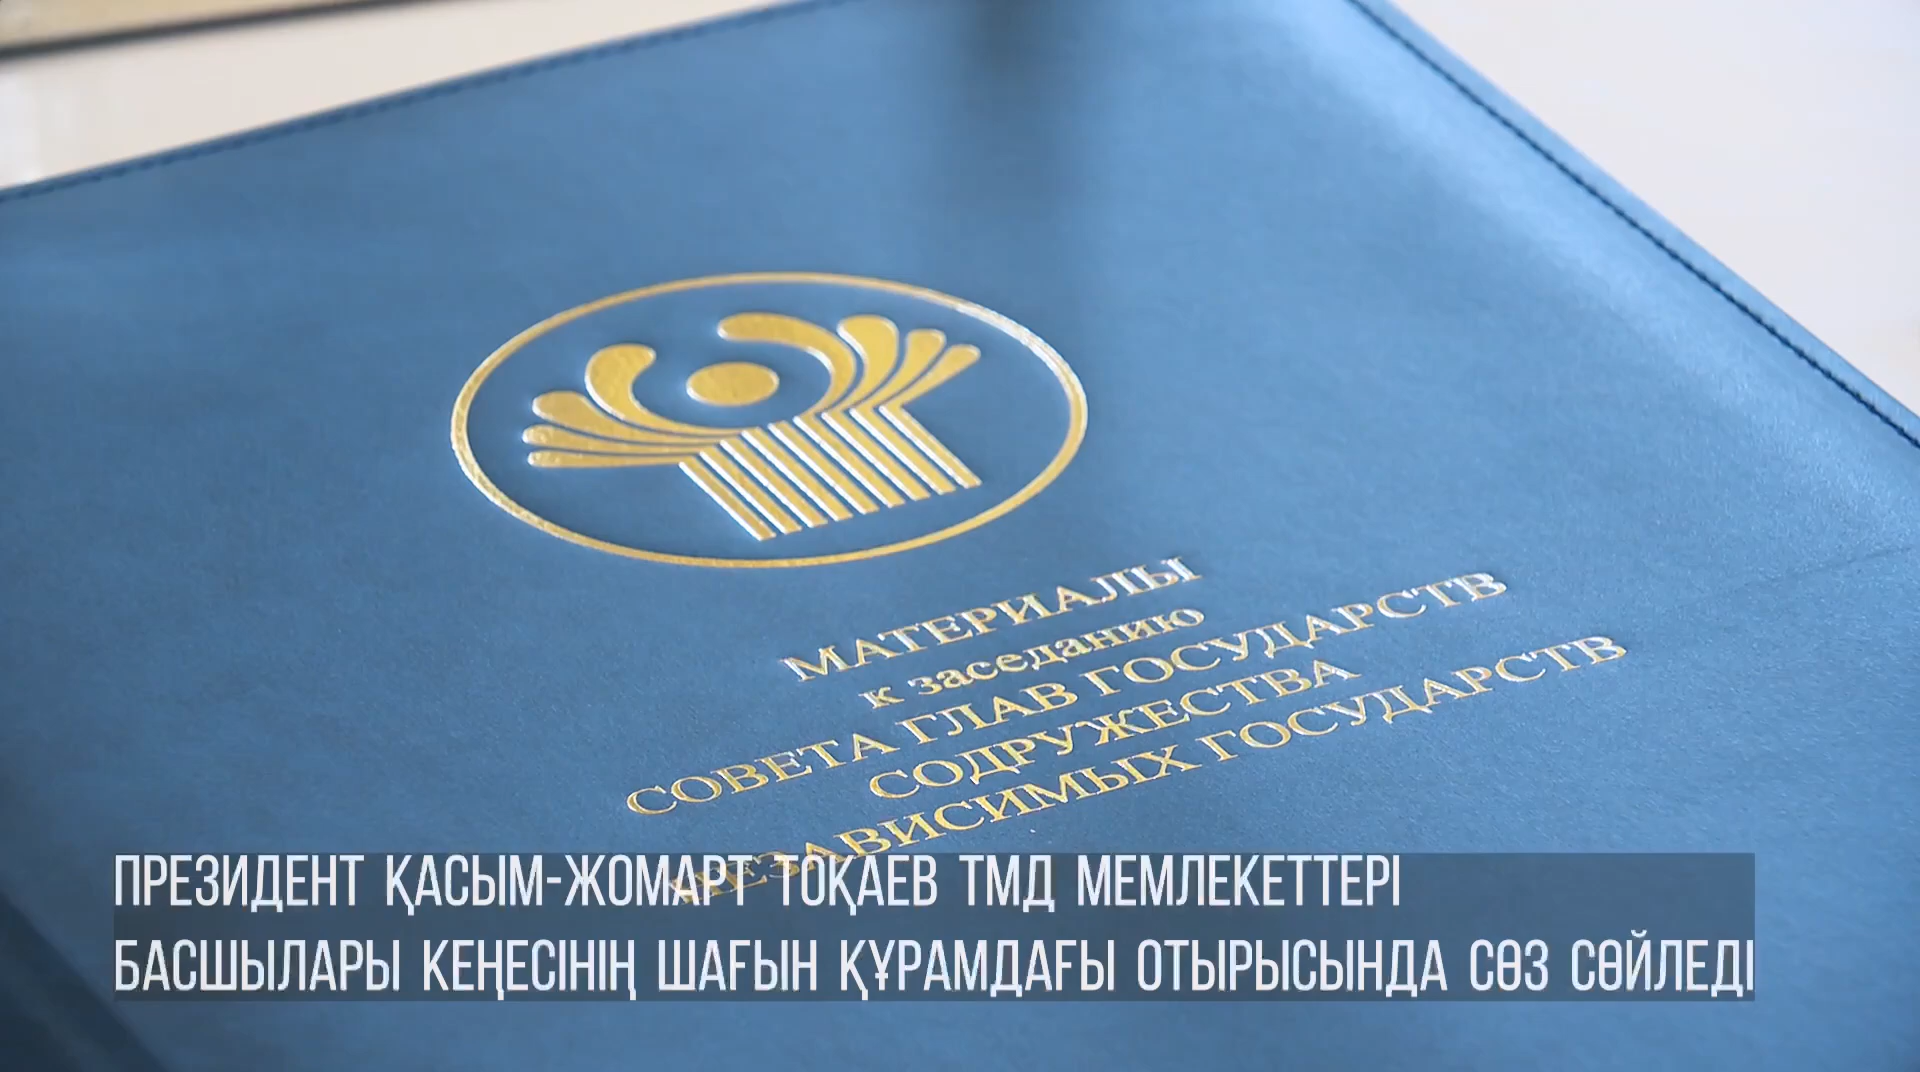 МАТЕРИАЛЫ
к заседанию
СОВЕТА ГЛАВ ГОСУДАРСТВ
СОДРУЖЕСТВА
НЕЗАВИСИМЫХ ГОСУДАРСТВ
ПРЕЗИДЕНТ ҚАСЫМ-ЖОМАРТ ТОҚАЕВ ТМД МЕМЛЕКЕТТЕРІ
БАСШЫЛАРЫ КЕҢЕСІНІҢ ШАҒЫН ҚҰРАМДАҒЫ ОТЫРЫСЫНДА СӨЗ СӨЙЛЕДІ